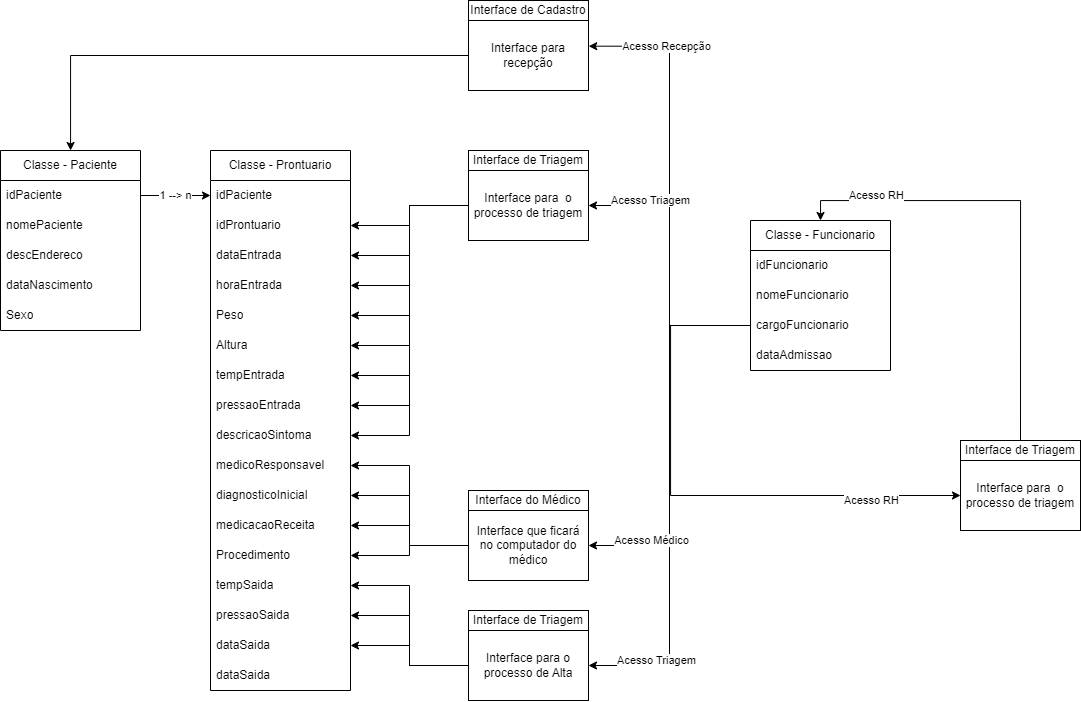 Interface de Cadastro
Interface para
recepção
Acesso Recepção
Classe - Paciente
idPaciente
nomePaciente
descEndereco
dataNascimento
Sexo
1 --> n
Classe - Prontuario
idPaciente
idProntuario
dataEntrada
horaEntrada
Peso
Altura
tempEntrada
pressaoEntrada
descricaoSintoma
medicoResponsavel
diagnosticoInicial
medicacaoReceita
Procedimento
tempSaida
pressaoSaida
dataSaida
dataSaida
Interface de Triagem
Interface para  o
processo de triagem
Acesso Triagem
Interface do Médico
Interface que ficará
no computador do
médico
Acesso Médico
Interface de Triagem
Interface para o
processo de Alta
Acesso Triagem
Acesso RH
Classe - Funcionario
idFuncionario
nomeFuncionario
cargoFuncionario
dataAdmissao
Acesso RH
Interface de Triagem
Interface para  o
processo de triagem